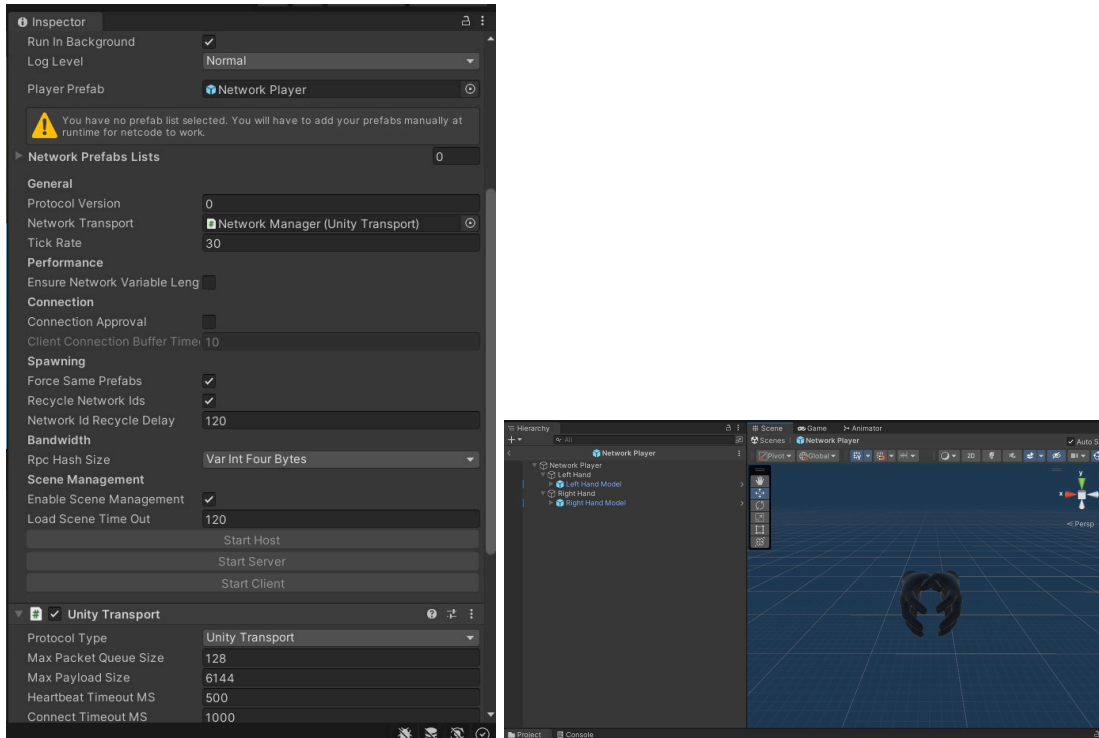 Inspector
Run In Background
Log Level Normal
Player Prefab Network Player
You have no prefab list selected. You will have to add your prefabs manually at
runtime for netcode to work.
Network Prefabs Lists 0
General
Protocol Version 0
Network Transport Network Manager (Unity Transport)
Tick Rate 30
Performance
Ensure Network Variable Leng
Connection
Connection Approval
Client Connection Buffer Time 10
Spawning
Force Same Prefabs
Recycle Network Ids
Network Id Recycle Delay 120
Bandwidth
Rpc Hash Size Var Int Four Bytes
Scene Management
Enable Scene Management
Load Scene Time Out 120
Start Host
Start Server
Start Client
# Unity Transport
Protocol Type Unity Transport
Max Packet Queue Size 128
Max Payload Size 6144
Heartbeat Timeout MS 500
Connect Timeout MS 1000
Hierarchy
All
Network Player
Network Player
Left Hand
Left Hand Model
Right Hand
Right Hand Model
Scene Game Animator
Scenes Network Player Auto S
Pivot Global 2D
y
x
Persp
Project Console